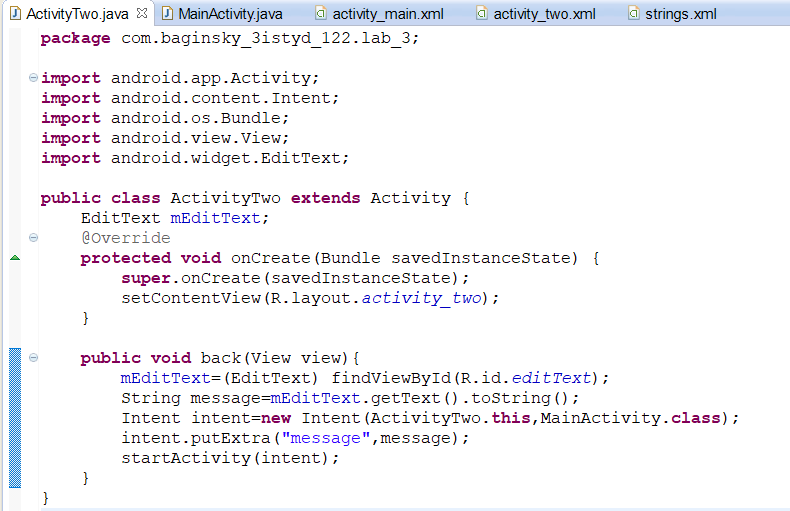 ActivityTwo.java MainActivity.java activity_main.xml activity_two.xml strings.xml
package com.baginsky_3istyd_122.lab_3;
import android.app.Activity;
import android.content.Intent;
import android.os.Bundle;
import android.view.View;
import android.widget.EditText;
public class ActivityTwo extends Activity {
EditText mEditText;
@Override
protected void onCreate(Bundle savedInstanceState) {
super.onCreate(savedInstanceState);
setContentView(R.layout.activity_two);
}
public void back(View view){
mEditText=(EditText) findViewById(R.id.editText);
String message=mEditText.getText().toString();
Intent intent=new Intent(ActivityTwo.this,MainActivity.class);
intent.putExtra("message",message);
startActivity(intent);
}
}